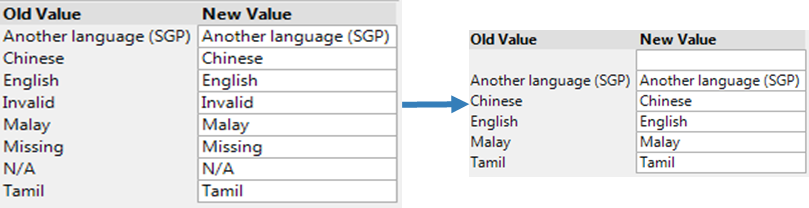 Old Value New Value
Another language (SGP) Another language (SGP)
Chinese Chinese
English English
Invalid Invalid
Malay Malay
Missing Missing
N/A N/A
Tamil Tamil
Old Value New Value
Another language (SGP) Another language (SGP)
Chinese Chinese
English English
Malay Malay
Tamil Tamil